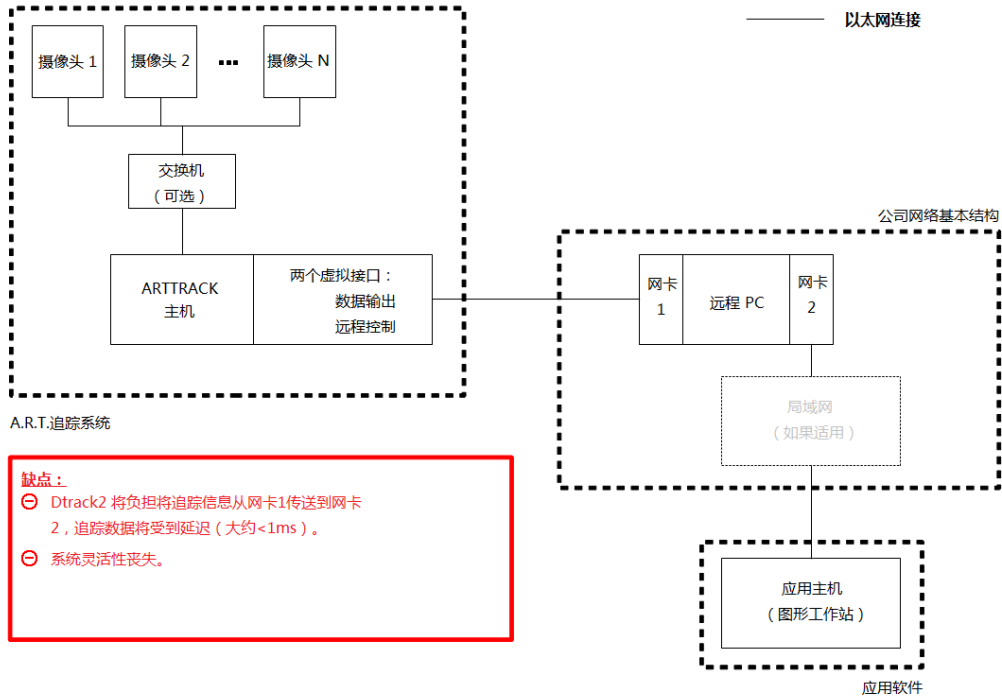 以太网连接
摄像头 1
摄像头 2
...
摄像头 N
交换机
（可选）
公司网络基本结构
ARTTRACK
主机
两个虚拟接口：
数据输出
远程控制
网卡
1
远程 PC
网卡
2
局域网
（如果适用）
A.R.T.追踪系统
缺点：
Dtrack2 将负担将追踪信息从网卡1传送到网卡
2，追踪数据将受到延迟（大约<1ms）。
系统灵活性丧失。
应用主机
（图形工作站）
应用软件